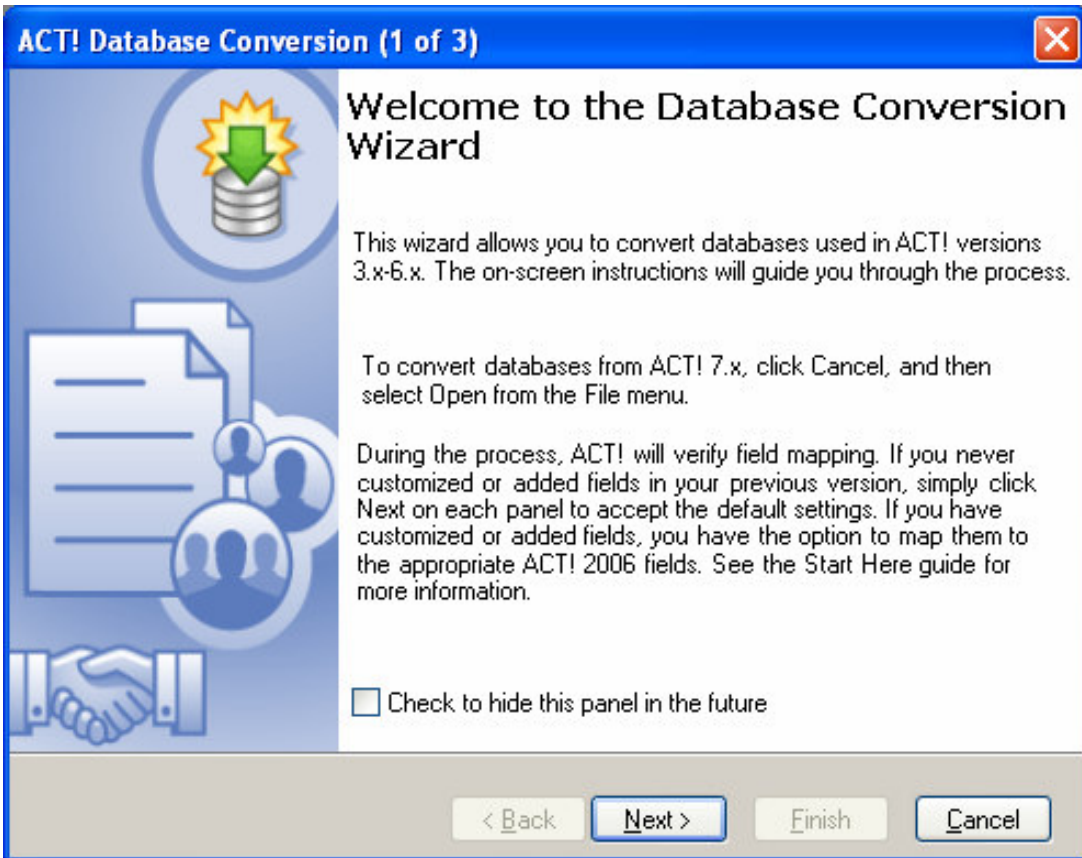 ACT! Database Conversion (1 of 3)
Welcome to the Database Conversion
Wizard
This wizard allows you to convert databases used in ACT! versions
3.x-6.x. The on-screen instructions will guide you through the process.
To convert databases from ACT! 7.x, click Cancel, and then
select Open from the File menu.
During the process, ACT! will verify field mapping. If you never
customized or added fields in your previous version, simply click
Next on each panel to accept the default settings. If you have
customized or added fields, you have the option to map them to
the appropriate ACT! 2006 fields. See the Start Here guide for
more information.
Check to hide this panel in the future
< Back Next > Finish Cancel